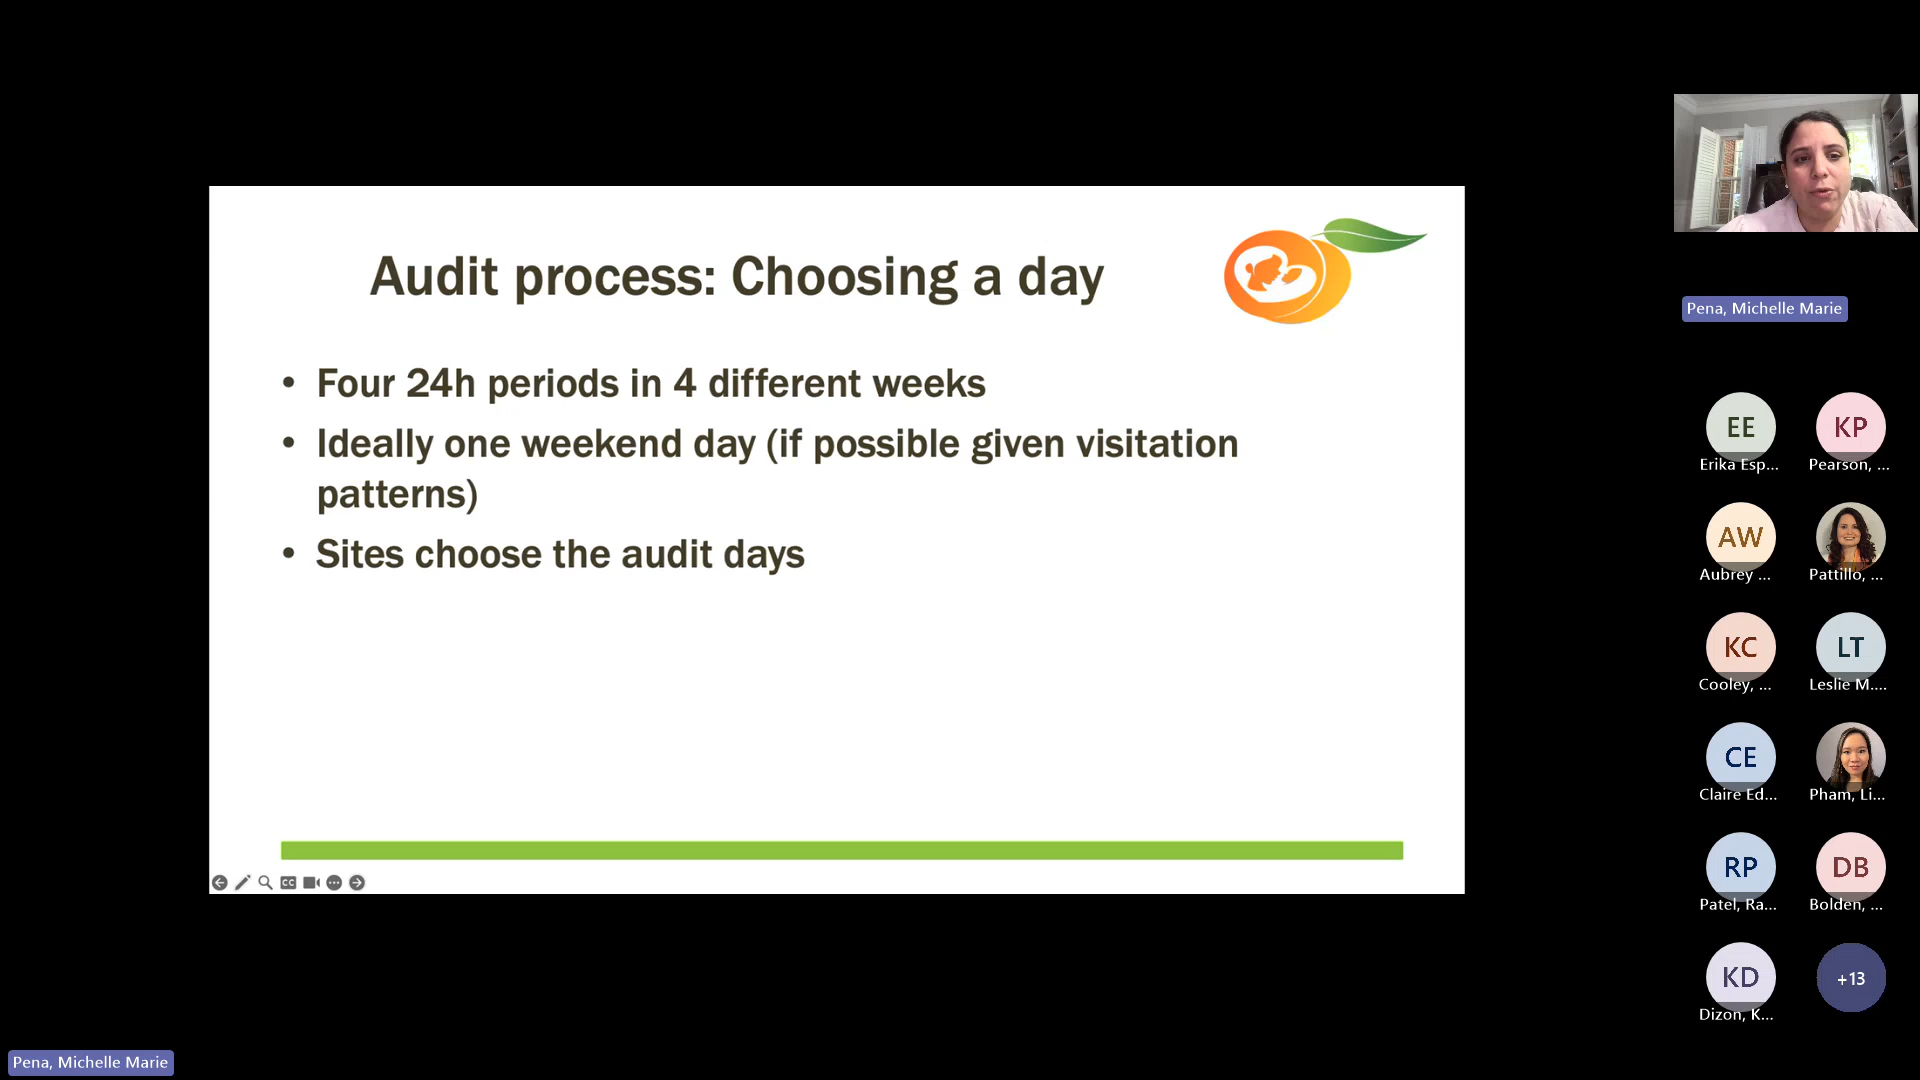 Audit process: Choosing a day
• Four 24h periods in 4 different weeks
• Ideally one weekend day (if possible given visitation
patterns)
• Sites choose the audit days
CC
Pena, Michelle Marie
EE
Erika Esp...
KP
Pearson, ...
AW
Aubrey ...
Pattillo, ...
KC
Cooley, ...
LT
Leslie M....
CE
Claire Ed...
Pham, Li...
RP
Patel, Ra...
DB
Bolden, ...
KD
Dizon, K...
+13
Pena, Michelle Marie